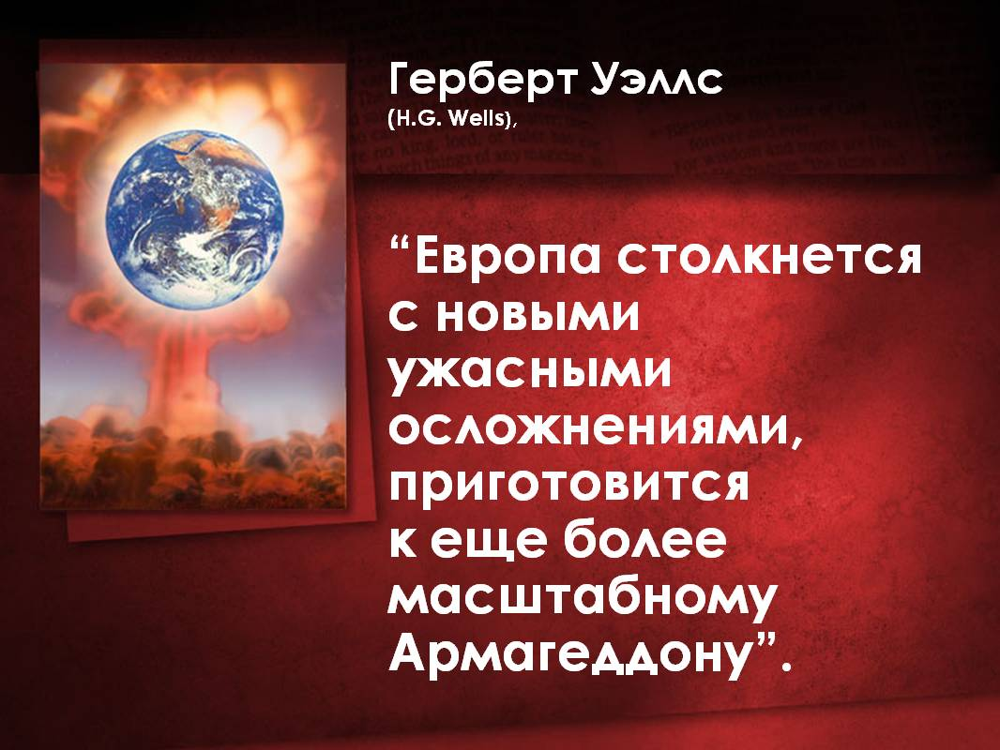 Герберт Уэллс
(H.G. Wells),
“Европа столкнется
с новыми
ужасными
осложнениями,
приготовится
к еще более
масштабному
Армагеддону”.